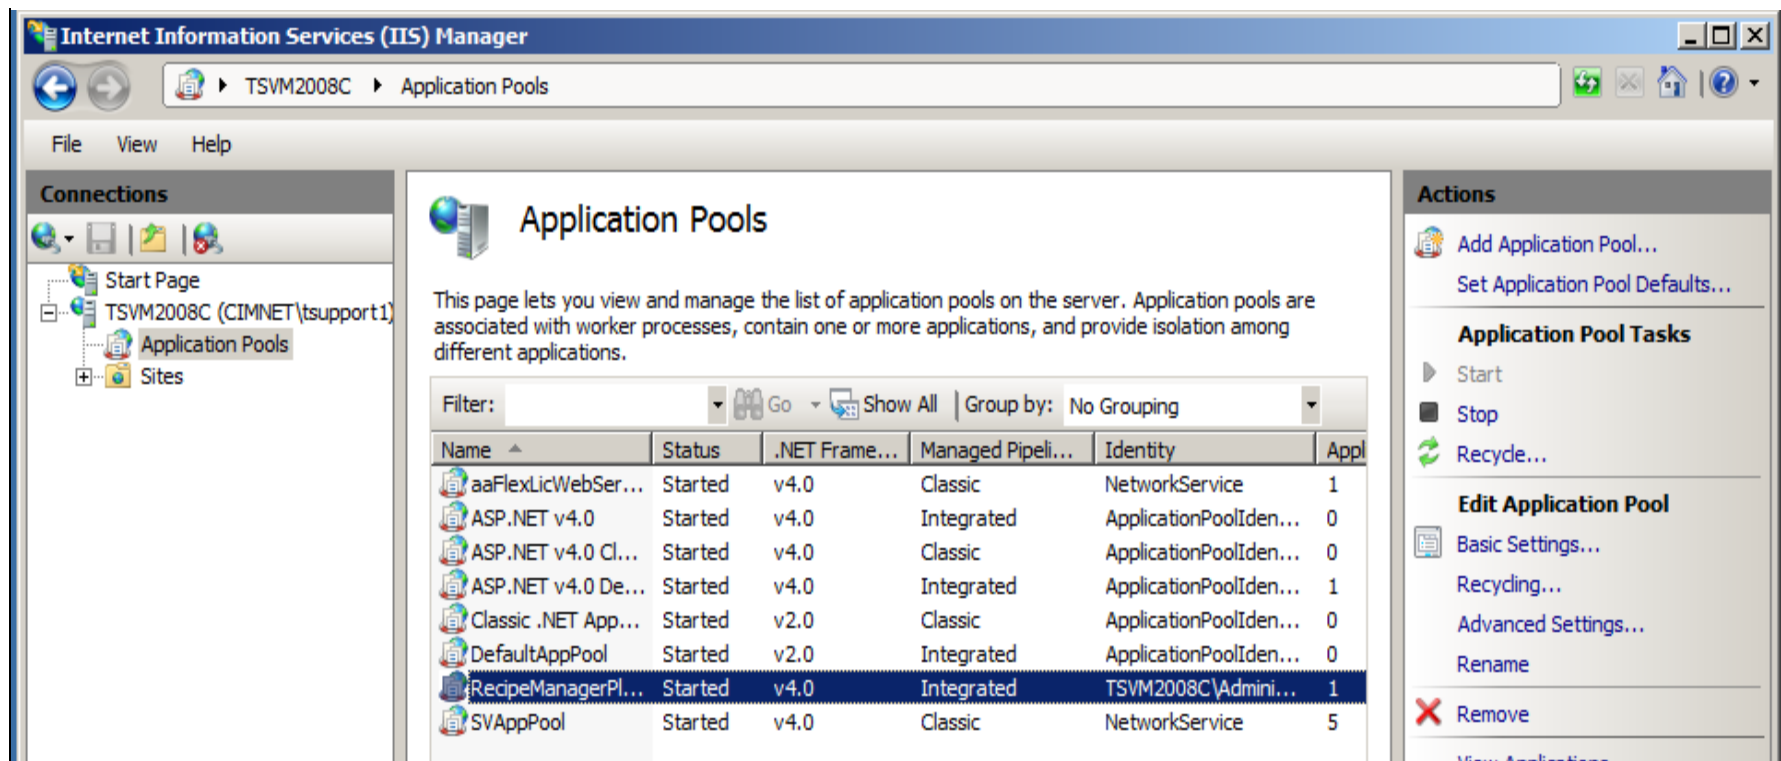 Internet Information Services (IIS) Manager
TSVM2008C Application Pools
File View Help
Connections
Start Page
TSVM2008C (CIMNET\tsupport1)
Application Pools
Sites
Application Pools
This page lets you view and manage the list of application pools on the server. Application pools are
associated with worker processes, contain one or more applications, and provide isolation among
different applications.
Filter: Go Show All Group by: No Grouping
Name Status .NET Frame... Managed Pipeli... Identity Appl
aaFlexLicWebSer... Started v4.0 Classic NetworkService 1
ASP.NET v4.0 Started v4.0 Integrated ApplicationPoolIden... 0
ASP.NET v4.0 Cl... Started v4.0 Classic ApplicationPoolIden... 0
ASP.NET v4.0 De... Started v4.0 Integrated ApplicationPoolIden... 1
Classic .NET App... Started v2.0 Classic ApplicationPoolIden... 0
DefaultAppPool Started v2.0 Integrated ApplicationPoolIden... 0
RecipeManagerPl... Started v4.0 Integrated TSVM2008C\Admini... 1
SVAppPool Started v4.0 Classic NetworkService 5
Actions
Add Application Pool...
Set Application Pool Defaults...
Application Pool Tasks
Start
Stop
Recycle...
Edit Application Pool
Basic Settings...
Recycling...
Advanced Settings...
Rename
Remove
View Applications